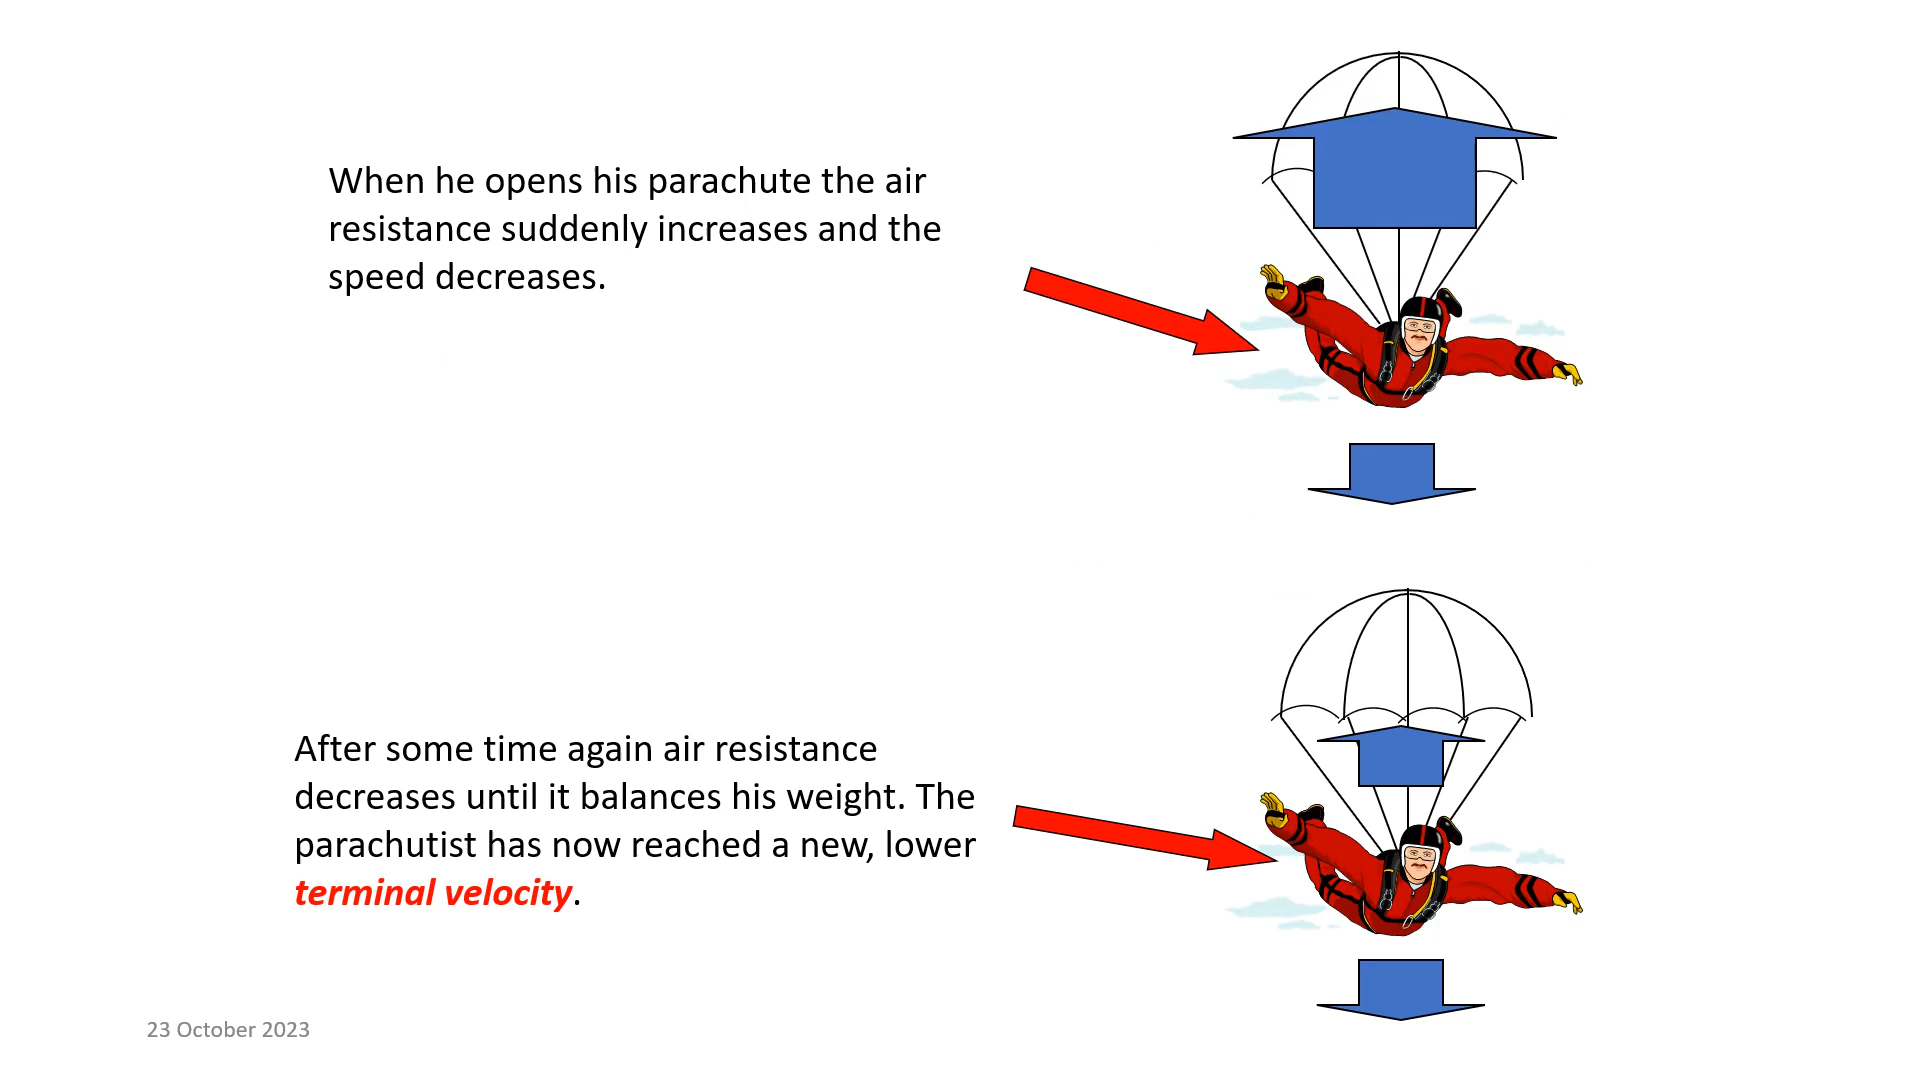 When he opens his parachute the air
resistance suddenly increases and the
speed decreases.
After some time again air resistance
decreases until it balances his weight. The
parachutist has now reached a new, lower
terminal velocity.
23 October 2023